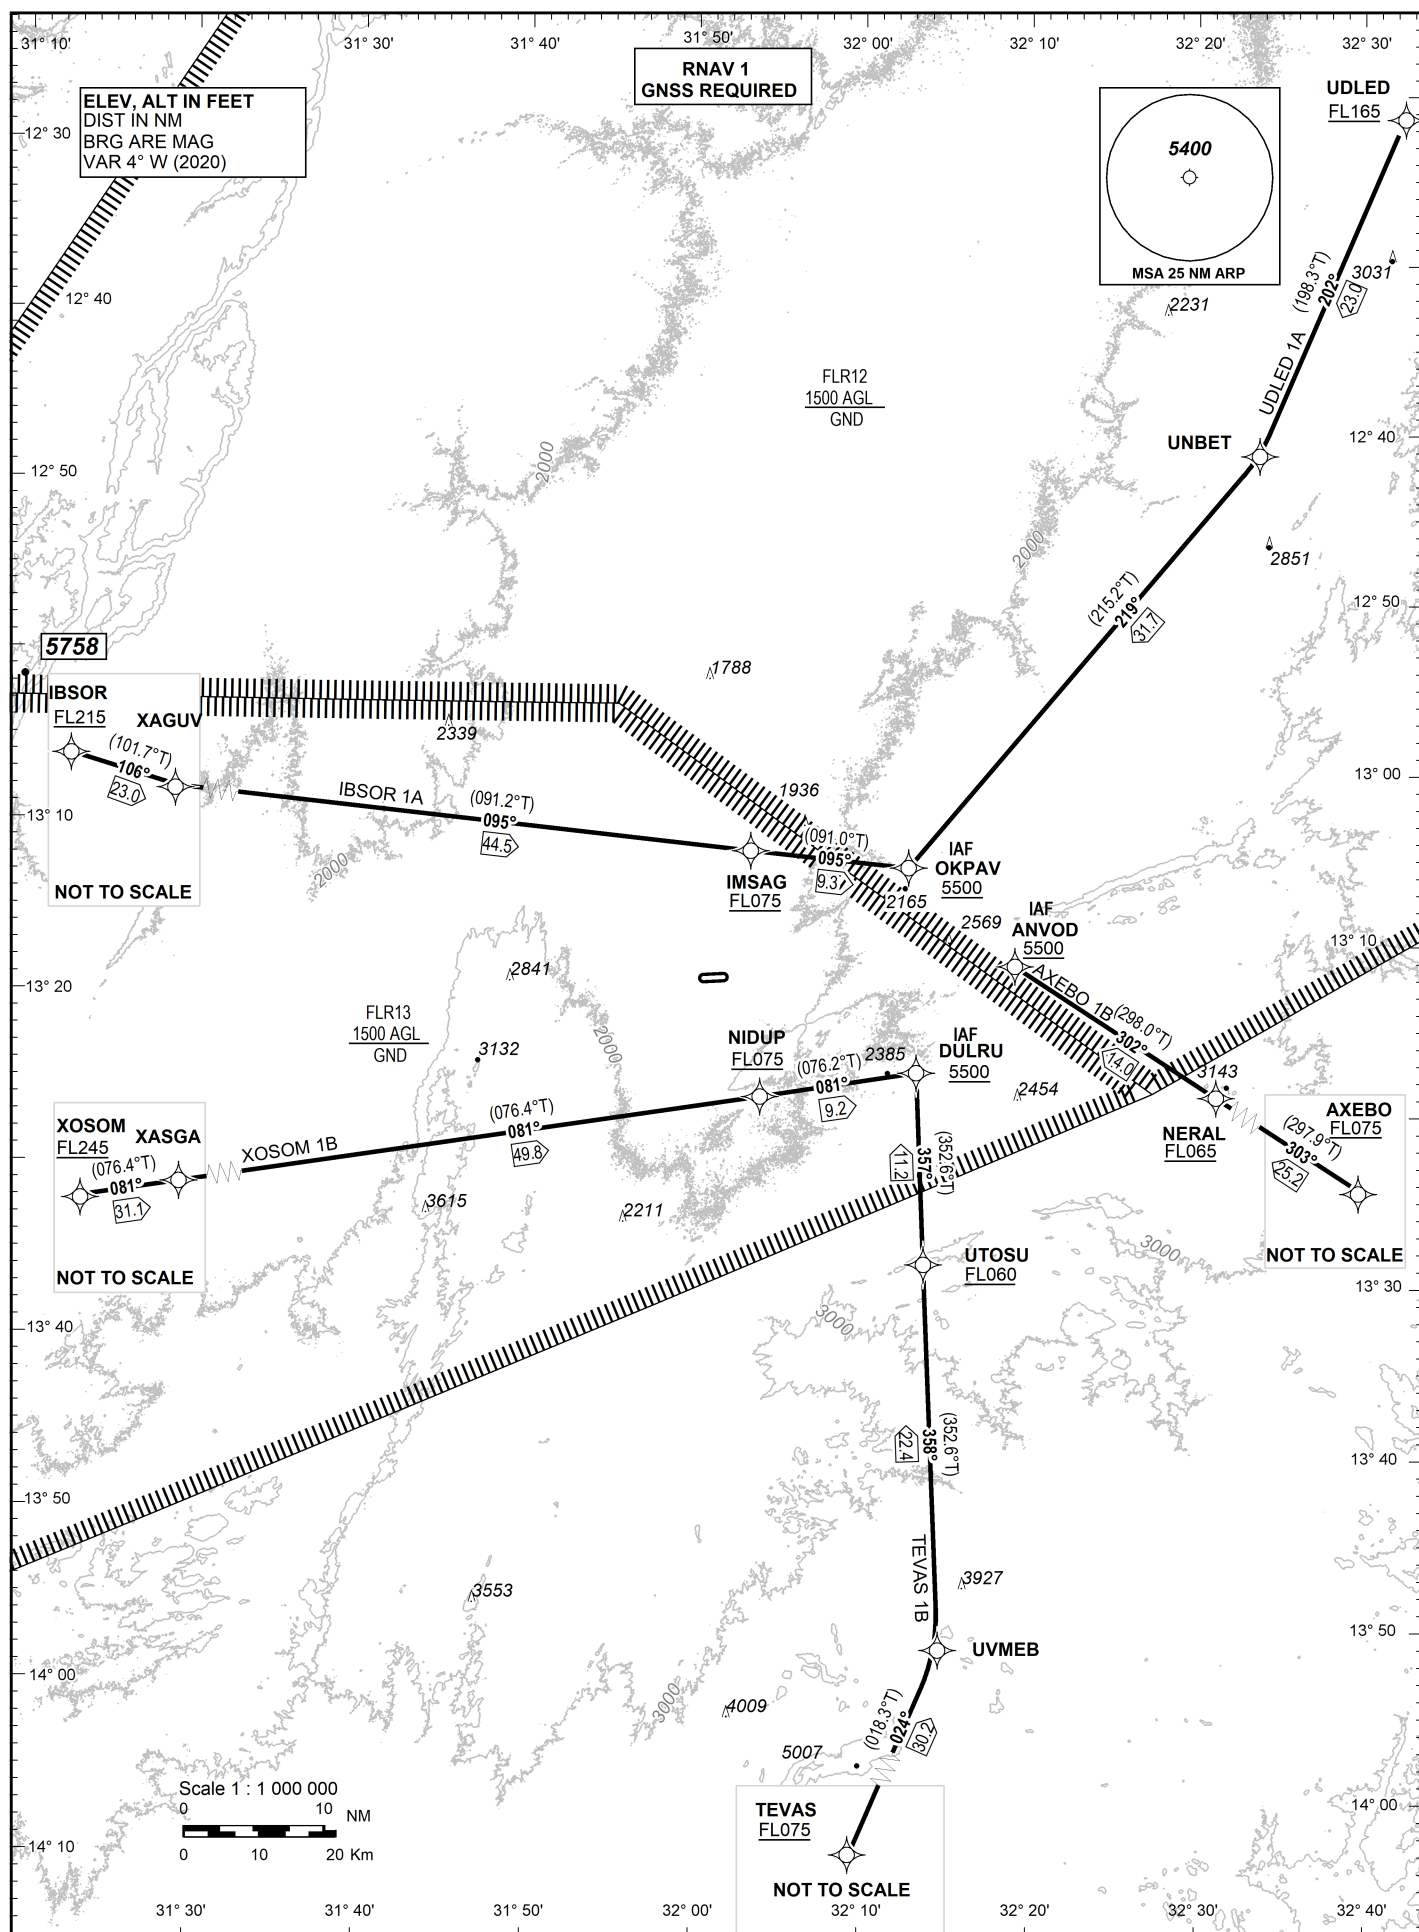 31° 10'
31° 30'
31° 40'
31° 50'
32° 00'
32° 10'
32° 20'
32° 30'
RNAV 1
GNSS REQUIRED
ELEV, ALT IN FEET
DIST IN NM
BRG ARE MAG
VAR 4° W (2020)
12° 30
5400
MSA 25 NM ARP
UDLED
FL165
3031
(198.3°T)
202°
23.0
UDLED 1A
12° 40
2231
FLR12
1500 AGL
GND
12° 40
UNBET
12° 50
2000
2000
2851
(215.2°T)
219°
31.7
12° 50
5758
1788
IBSOR
FL215
XAGUV
(101.7°T)
106°
23.0
NOT TO SCALE
2339
IBSOR 1A
(091.2°T)
095°
44.5
1936
(091.0°T)
095°
9.3
13° 00
13° 10
2000
IMSAG
FL075
IAF
OKPAV
5500
2165
2569
IAF
ANVOD
5500
13° 10
AXEBO 1B
(298.0°T)
302°
14.0
2841
13° 20
FLR13
1500 AGL
GND
3132
2000
NIDUP
FL075
(076.2°T)
081°
9.2
2385
IAF
DULRU
5500
2454
3143
NERAL
FL065
AXEBO
FL075
(297.9°T)
303°
25.2
NOT TO SCALE
XOSOM
FL245
XASGA
(076.4°T)
081°
31.1
NOT TO SCALE
XOSOM 1B
(076.4°T)
081°
49.8
3615
2211
(352.6°T)
357°
11.2
UTOSU
FL060
3000
13° 30
3000
13° 40
(352.6°T)
358°
22.4
13° 40
13° 50
TEVAS 1B
3553
3927
13° 50
UVMEB
14° 00
3000
4009
(018.3°T)
024°
30.2
5007
Scale 1 : 1 000 000
0
10
NM
0
10
20 Km
TEVAS
FL075
NOT TO SCALE
14° 00
14° 10
31° 30'
31° 40'
31° 50'
32° 00'
32° 10'
32° 20'
32° 30'